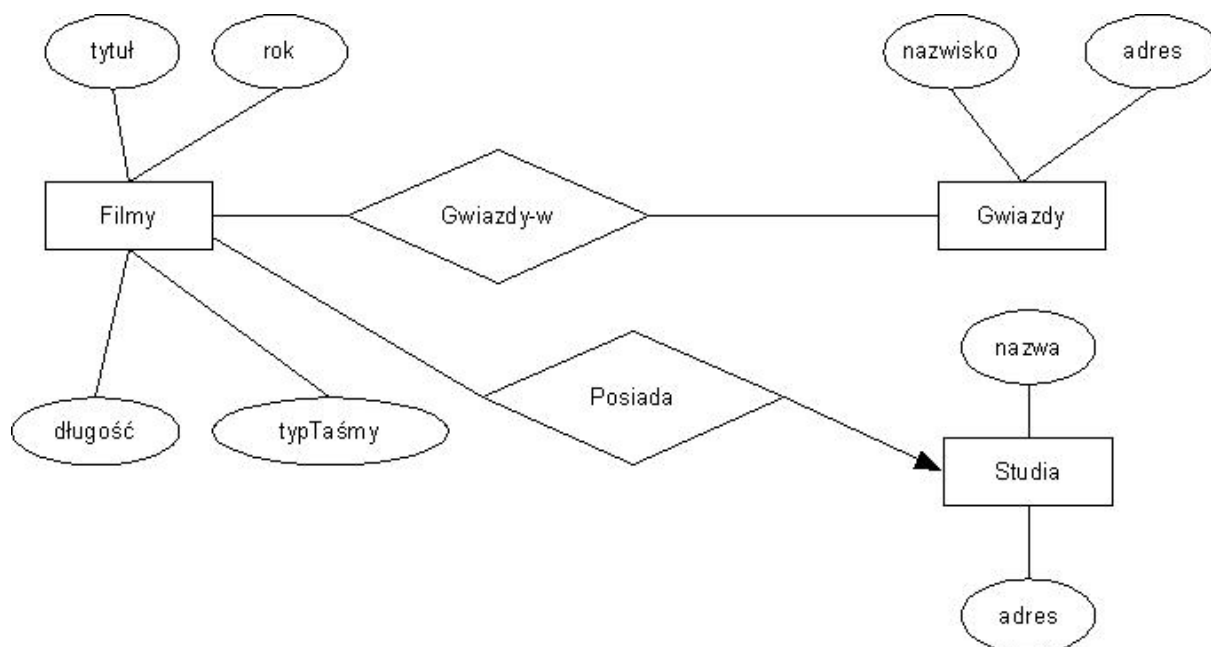 tytuł
rok
nazwisko
adres
Filmy
Gwiazdy-w
Gwiazdy
nazwa
Posiada
długość
typTaśmy
Studia
adres